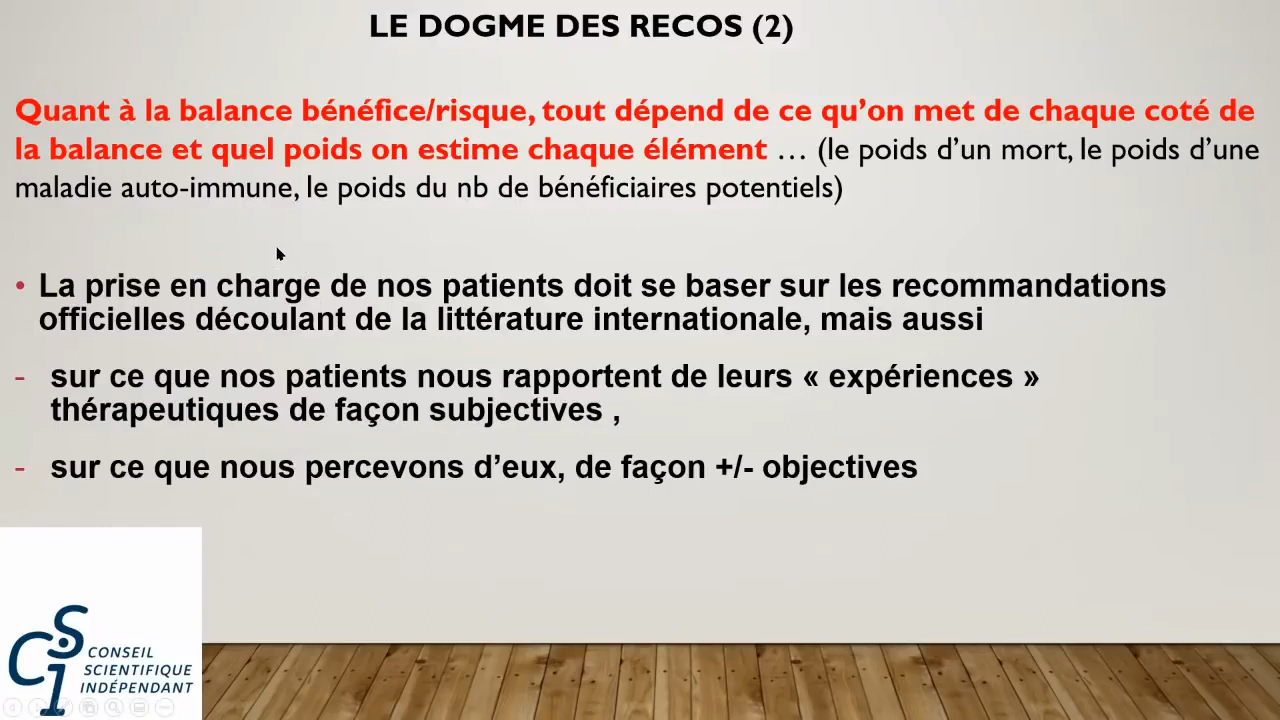 LE DOGME DES RECOS (2)
Quant à la balance bénéfice/risque, tout dépend de ce qu’on met de chaque coté de
la balance et quel poids on estime chaque élément … (le poids d’un mort, le poids d’une
maladie auto-immune, le poids du nb de bénéficiaires potentiels)
• La prise en charge de nos patients doit se baser sur les recommandations
officielles découlant de la littérature internationale, mais aussi
- sur ce que nos patients nous rapportent de leurs « expériences »
thérapeutiques de façon subjectives ,
- sur ce que nous percevons d’eux, de façon +/- objectives
CSI
CONSEIL
SCIENTIFIQUE
INDÉPENDANT